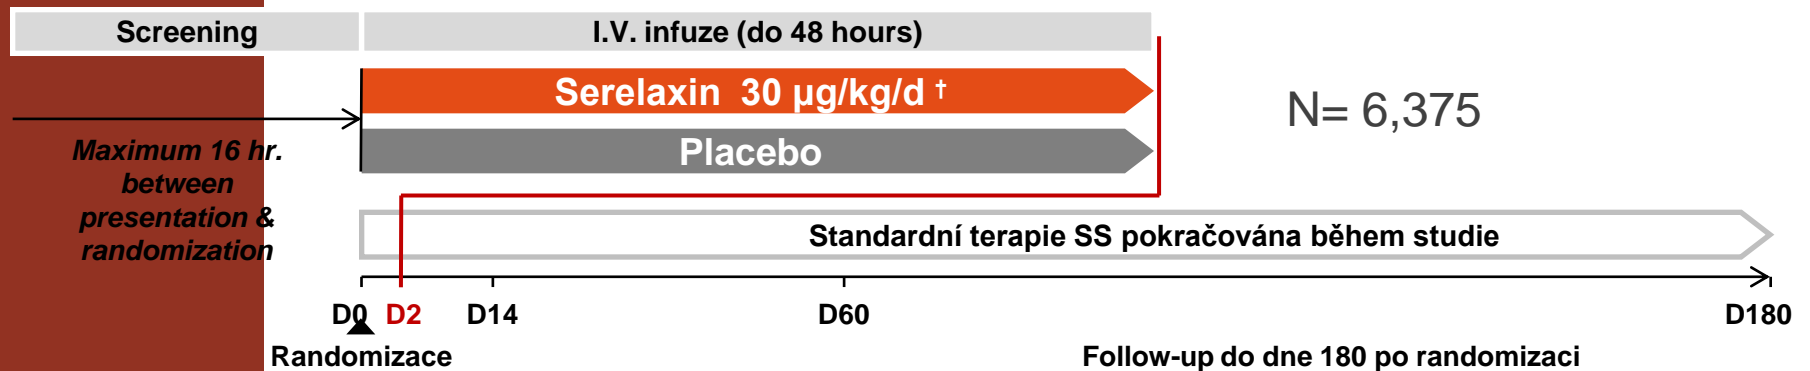 Screening
I.V. infuze (do 48 hours)
Serelaxin 30 µg/kg/d †
N= 6,375
Placebo
Maximum 16 hr.
between
presentation &
randomization
Standardní terapie SS pokračována během studie
D0 D2 D14 D60 D180
Randomizace
Follow-up do dne 180 po randomizaci